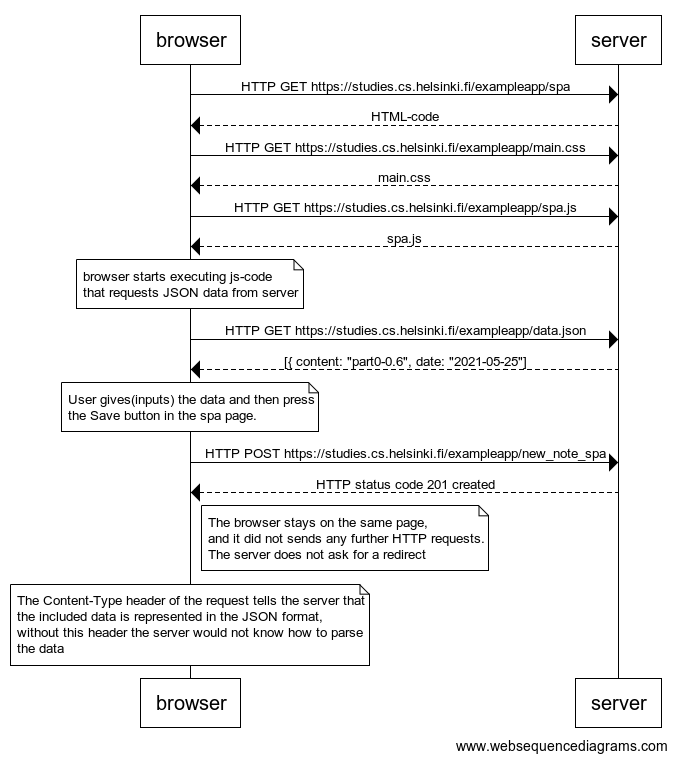 browser
server
HTTP GET https://studies.cs.helsinki.fi/exampleapp/spa
HTML-code
HTTP GET https://studies.cs.helsinki.fi/exampleapp/main.css
main.css
HTTP GET https://studies.cs.helsinki.fi/exampleapp/spa.js
spa.js
browser starts executing js-code
that requests JSON data from server
HTTP GET https://studies.cs.helsinki.fi/exampleapp/data.json
[{ content: "part0-0.6", date: "2021-05-25"]
User gives(inputs) the data and then press
the Save button in the spa page.
HTTP POST https://studies.cs.helsinki.fi/exampleapp/new_note_spa
HTTP status code 201 created
The browser stays on the same page,
and it did not sends any further HTTP requests.
The server does not ask for a redirect
The Content-Type header of the request tells the server that
the included data is represented in the JSON format,
without this header the server would not know how to parse
the data
browser
server
www.websequencediagrams.com